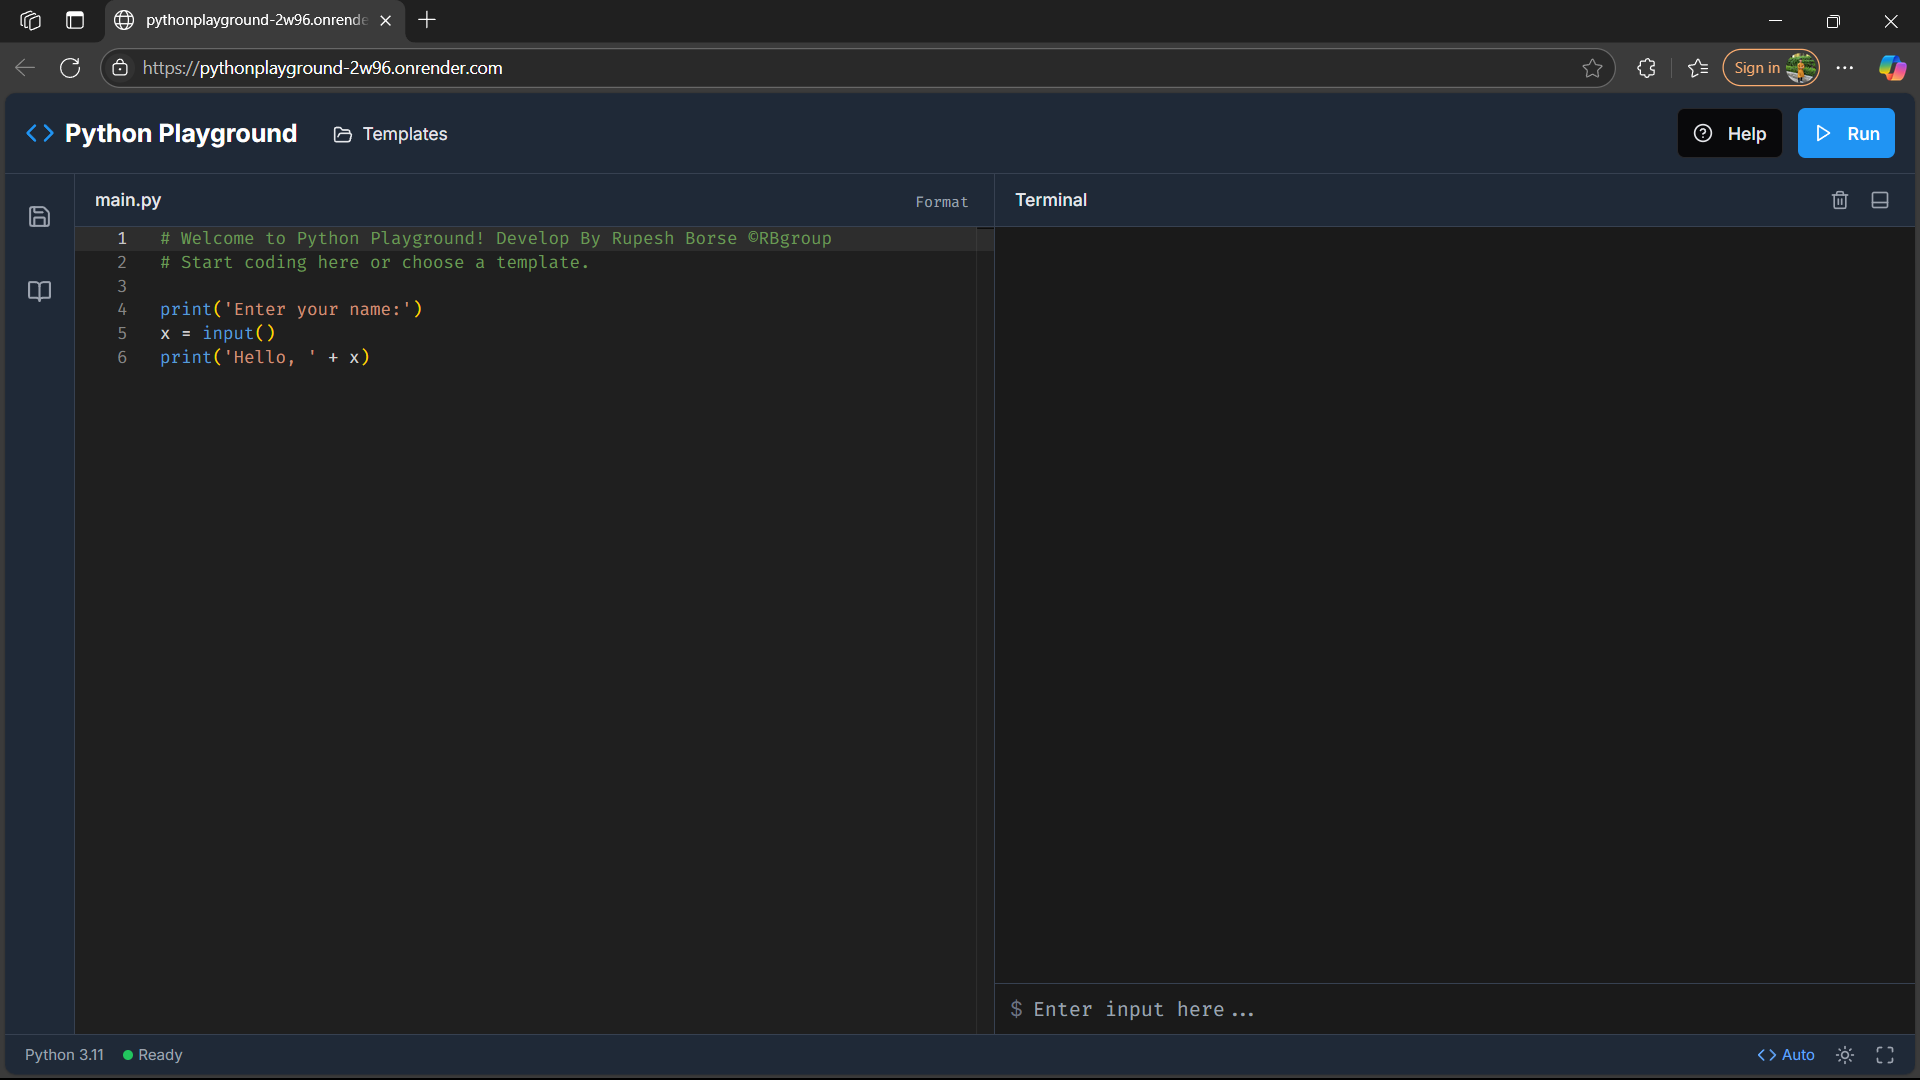 pythonplayground-2w96.onrende
https://pythonplayground-2w96.onrender.com
Sign in
Python Playground
Templates
Help
Run
main.py
Format
1 # Welcome to Python Playground! Develop By Rupesh Borse ©RBgroup
2 # Start coding here or choose a template.
3
4 print('Enter your name:')
5 x = input()
6 print('Hello, ' + x)
Terminal
$ Enter input here...
Python 3.11
Ready
<> Auto